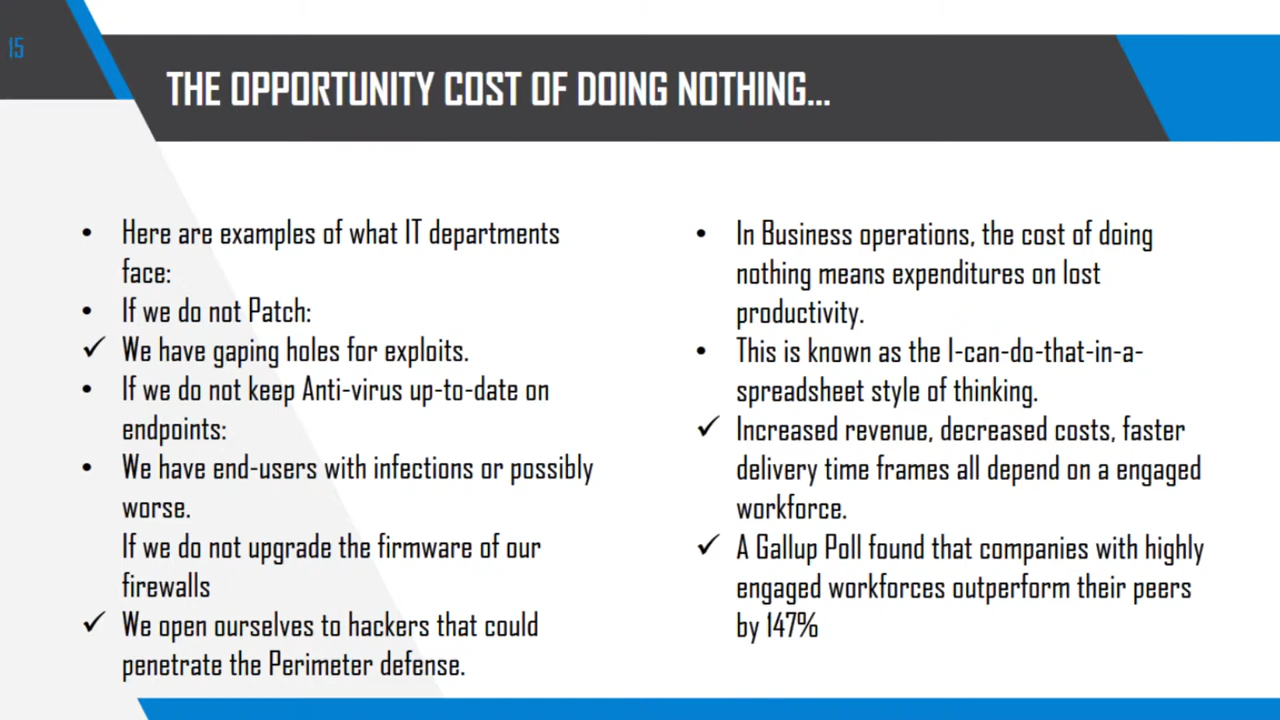 15
THE OPPORTUNITY COST OF DOING NOTHING...
• Here are examples of what IT departments
face:
• If we do not Patch:
✓ We have gaping holes for exploits.
• If we do not keep Anti-virus up-to-date on
endpoints:
• We have end-users with infections or possibly
worse.
If we do not upgrade the firmware of our
firewalls
✓ We open ourselves to hackers that could
penetrate the Perimeter defense.
• In Business operations, the cost of doing
nothing means expenditures on lost
productivity.
• This is known as the I-can-do-that-in-a-
spreadsheet style of thinking.
✓ Increased revenue, decreased costs, faster
delivery time frames all depend on a engaged
workforce.
✓ A Gallup Poll found that companies with highly
engaged workforces outperform their peers
by 147%